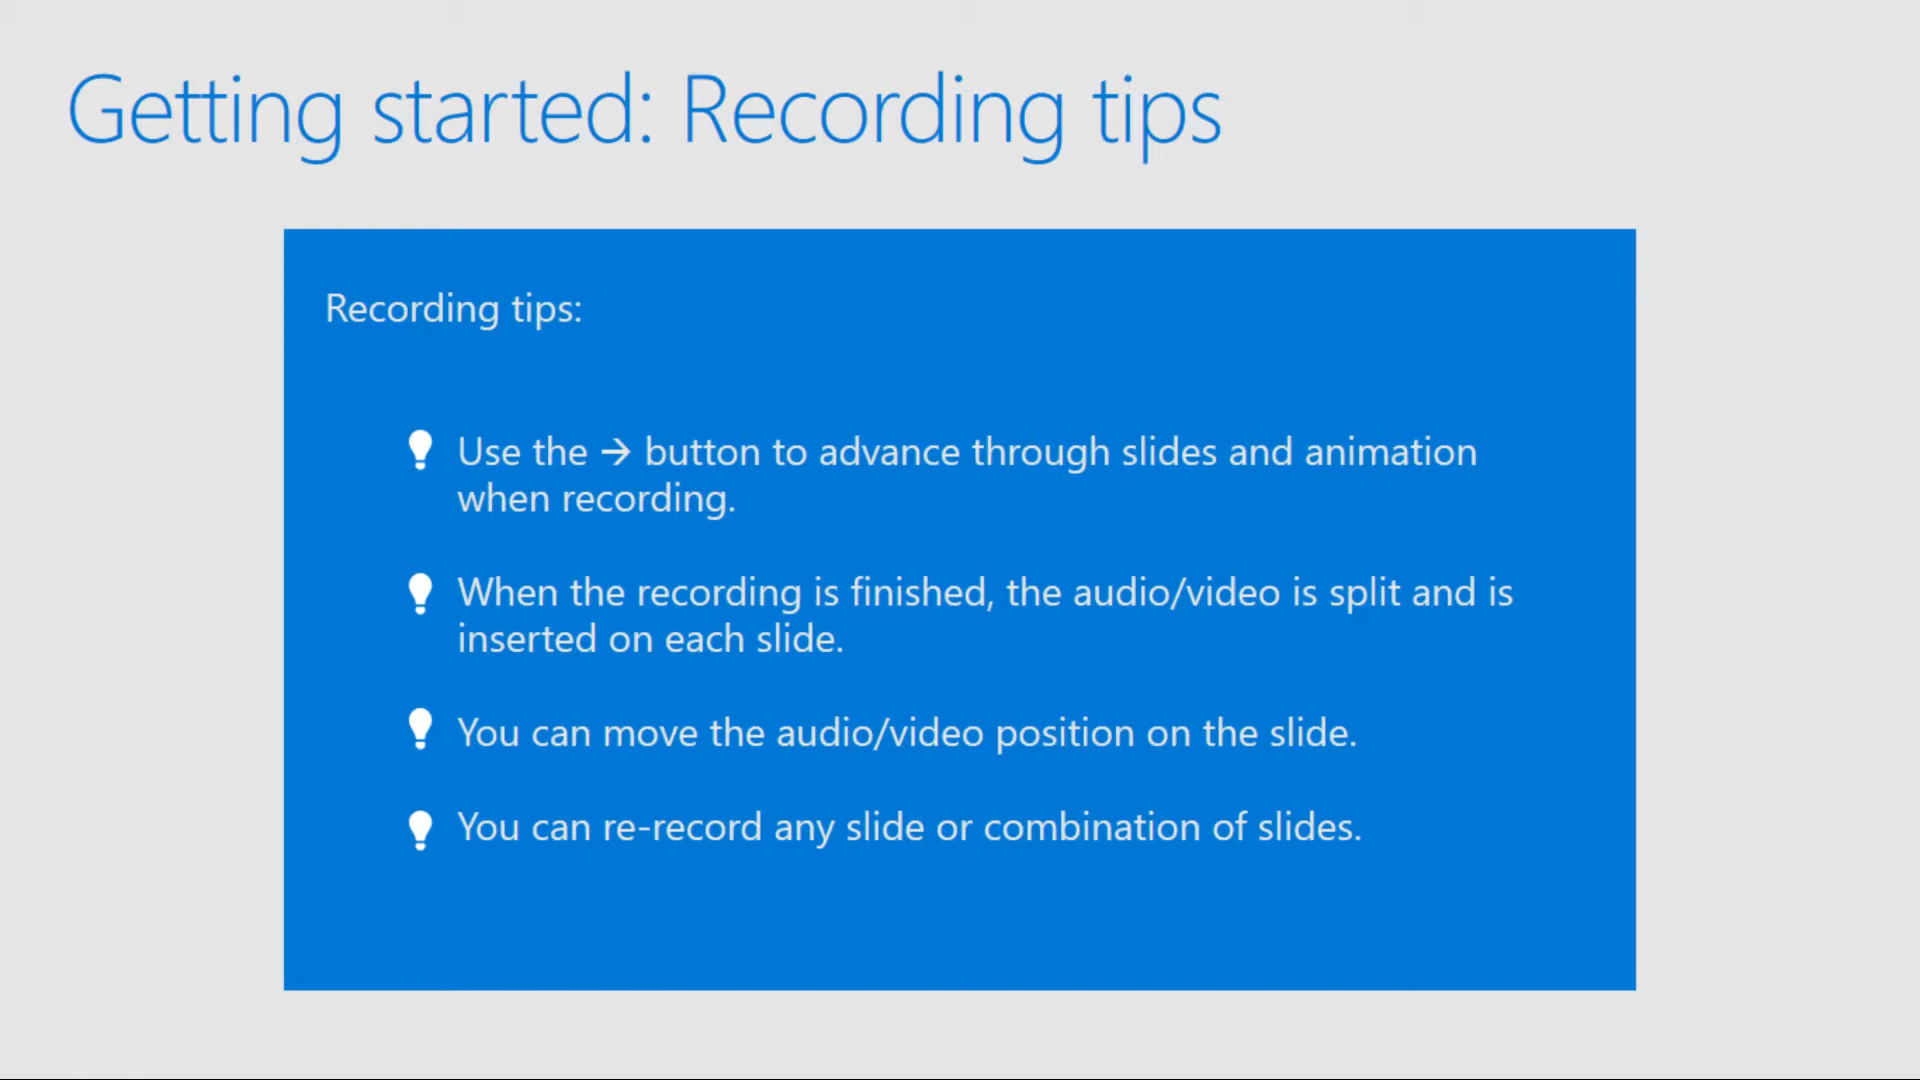 Getting started: Recording tips
Recording tips:
Use the → button to advance through slides and animation
when recording.
When the recording is finished, the audio/video is split and is
inserted on each slide.
You can move the audio/video position on the slide.
You can re-record any slide or combination of slides.